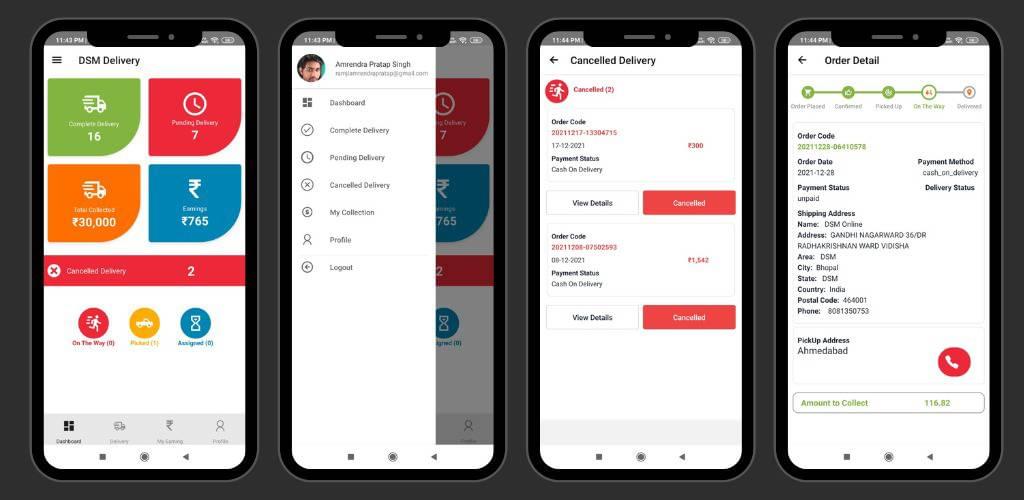 11:43 PM
DSM Delivery
Complete Delivery
16
Pending Delivery
7
Total Collected
₹30,000
Earnings
₹765
Cancelled Delivery
2
On The Way (0)
Picked (1)
Assigned (0)
Dashboard
Delivery
My Earning
Profile
11:43 PM
Amrendra Pratap Singh
Dashboard
Complete Delivery
Pending Delivery
Cancelled Delivery
My Collection
Profile
Logout
ng Delivery
7
2
gned (0)
Profile
11:44 PM
Cancelled Delivery
Cancelled (2)
Order Code
20211217-13304715
17-12-2021
₹300
Payment Status
Cash On Delivery
View Details
Cancelled
Order Code
20211208-07502593
08-12-2021
₹1,542
Payment Status
Cash On Delivery
View Details
Cancelled
11:44 PM
Order Detail
Order Placed
Confirmed
Picked Up
On The Way
Delivered
Order Code
20211228-06410578
Order Date
Payment Method
2021-12-28
cash_on_delivery
Payment Status
Delivery Status
unpaid
Shipping Address
Name: DSM Online
Address: GANDHI NAGARWARD 36/DR
RADHAKRISHNAN WARD VIDISHA
Area: DSM
City: Bhopal
State: DSM
Country: India
Postal Code: 464001
Phone: 8081350753
PickUp Address
Ahmedabad
Amount to Collect
116.82